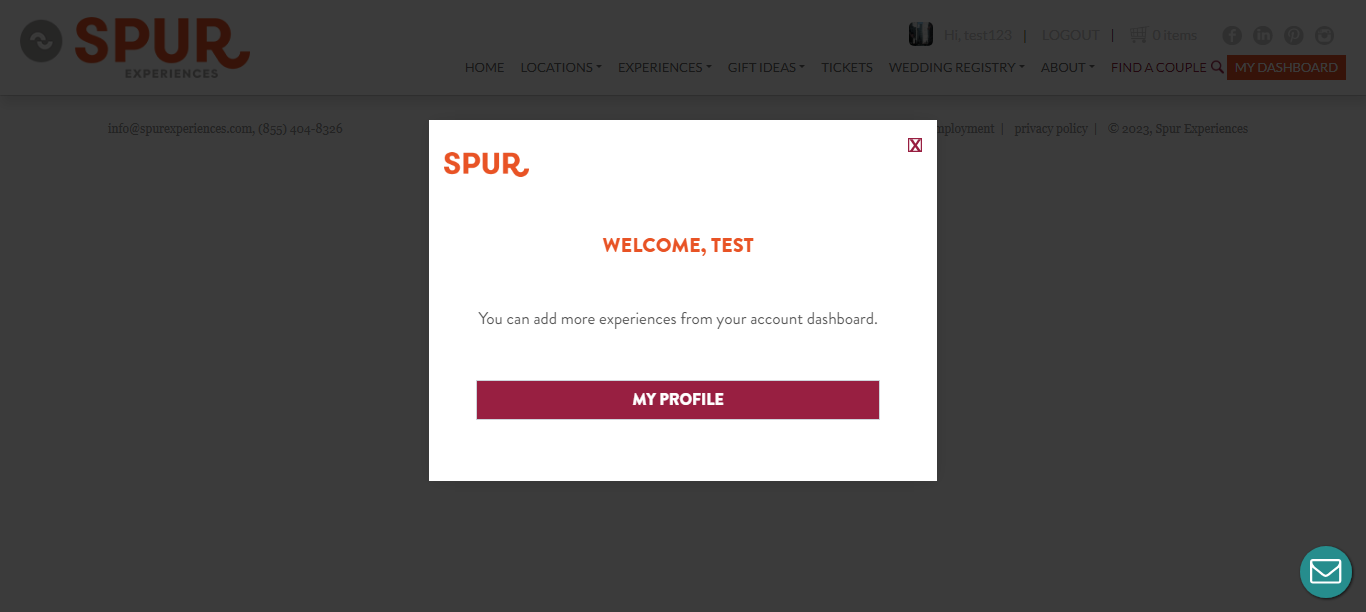 SPUR
EXPERIENCES
Hi, test123 | LOGOUT | 0 items
HOME LOCATIONS EXPERIENCES GIFT IDEAS TICKETS WEDDING REGISTRY ABOUT FIND A COUPLE MY DASHBOARD
info@spurexperiences.com, (855) 404-8326
mployment | privacy policy | © 2023, Spur Experiences
X
SPUR
WELCOME, TEST
You can add more experiences from your account dashboard.
MY PROFILE